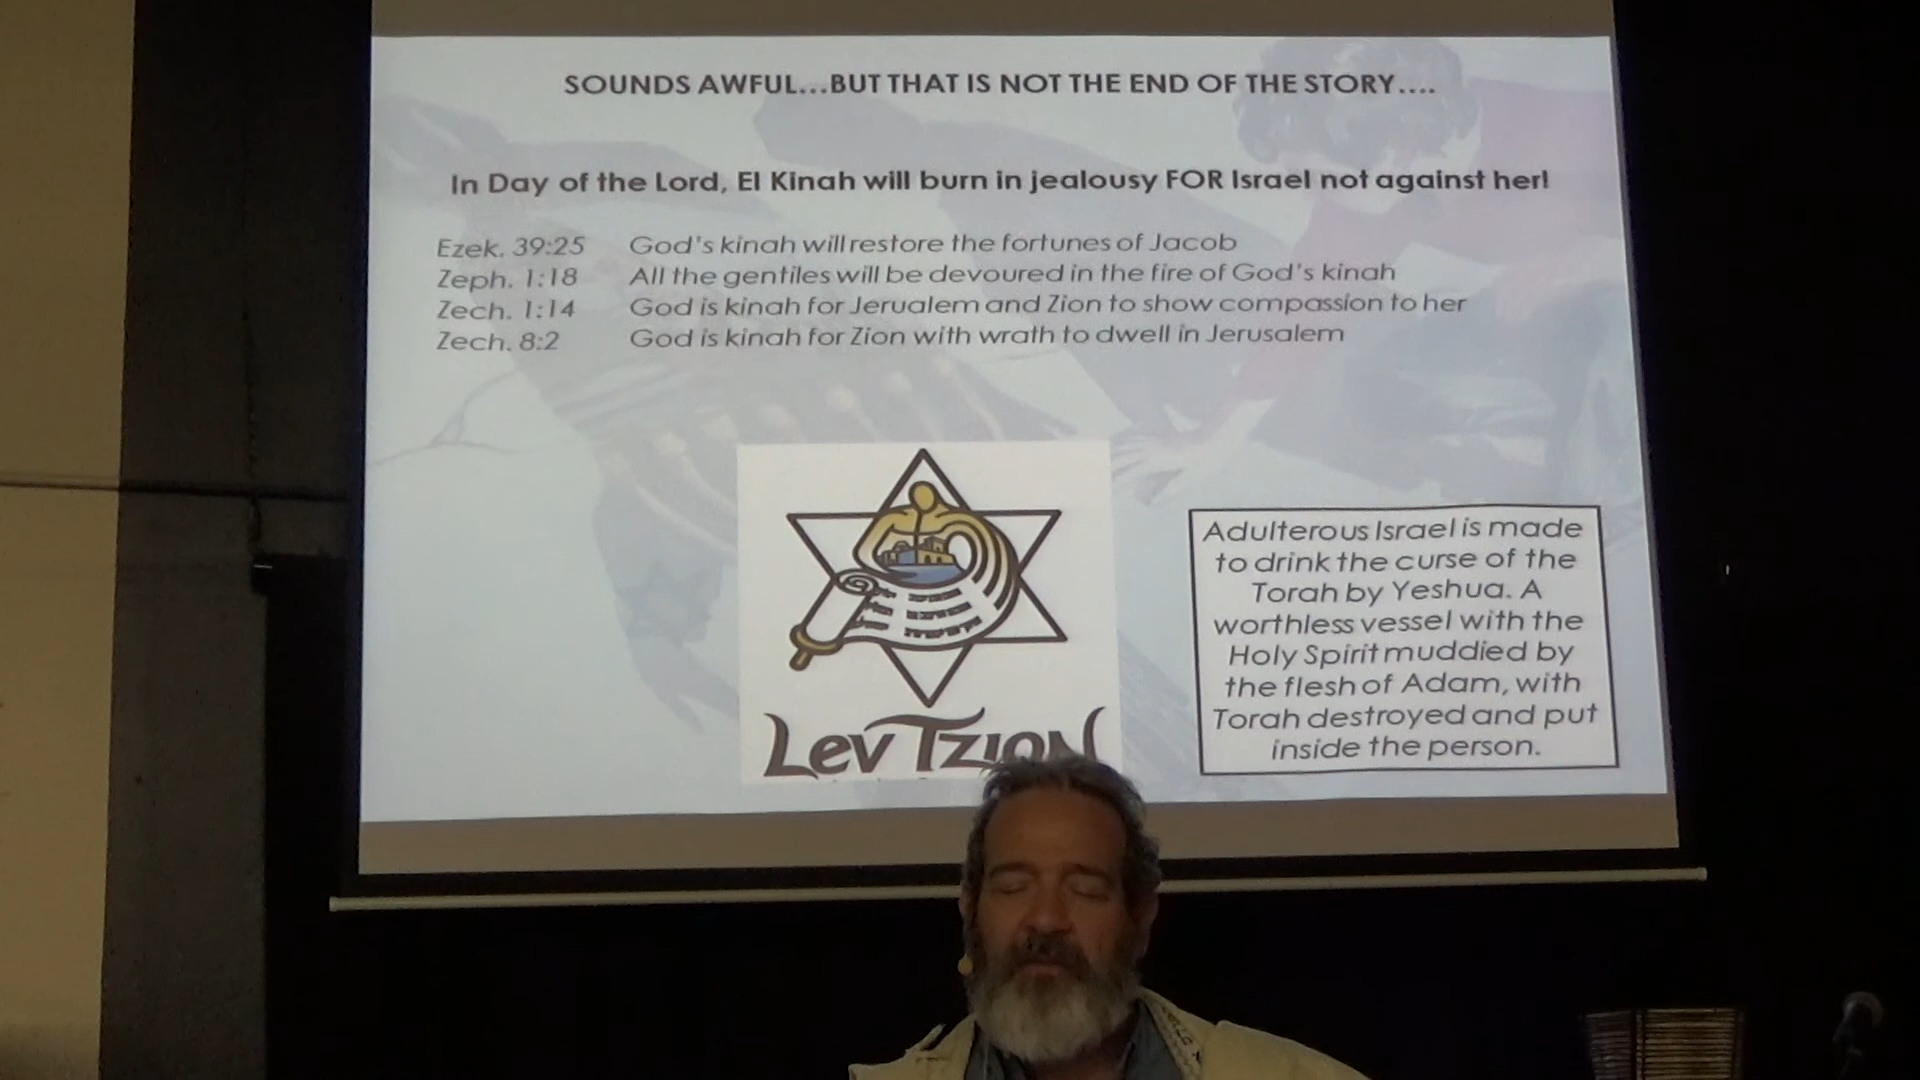 SOUNDS AWFUL...BUT THAT IS NOT THE END OF THE STORY....
In Day of the Lord, El Kinah will burn in jealousy FOR Israel not against her!
Ezek. 39:25 God's kinah will restore the fortunes of Jacob
Zeph. 1:18 All the gentiles will be devoured in the fire of God's kinah
Zech. 1:14 God is kinah for Jerualem and Zion to show compassion to her
Zech. 8:2 God is kinah for Zion with wrath to dwell in Jerusalem
Lev Tzion
Adulterous Israel is made
to drink the curse of the
Torah by Yeshua. A
worthless vessel with the
Holy Spirit muddied by
the flesh of Adam, with
Torah destroyed and put
inside the person.